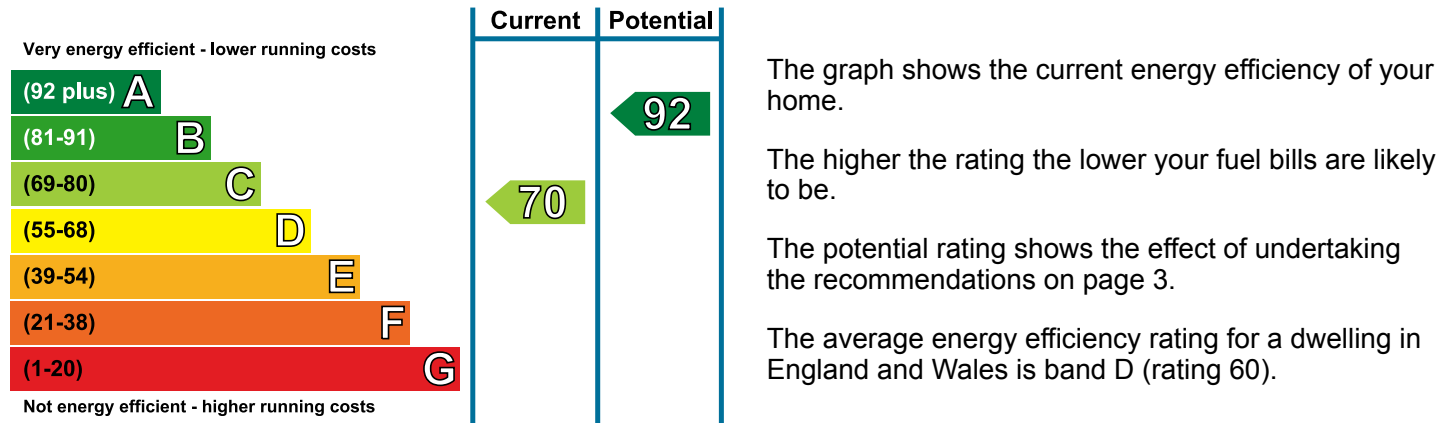 Current Potential
Very energy efficient - lower running costs
(92 plus) A
(81-91) B
(69-80) C
(55-68) D
(39-54) E
(21-38) F
(1-20) G
Not energy efficient - higher running costs
70
92
The graph shows the current energy efficiency of your
home.
The higher the rating the lower your fuel bills are likely
to be.
The potential rating shows the effect of undertaking
the recommendations on page 3.
The average energy efficiency rating for a dwelling in
England and Wales is band D (rating 60).